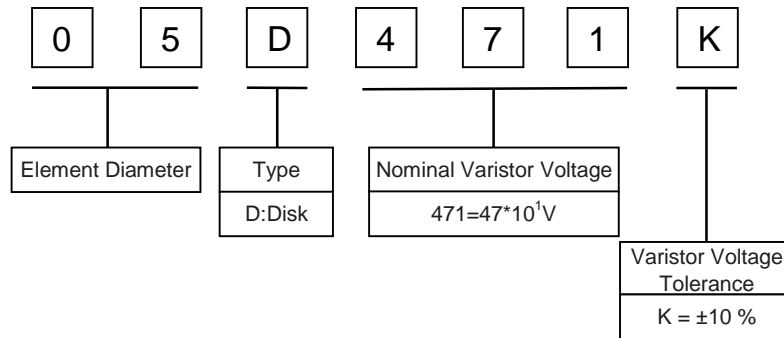 0 5 D 4 7 1 K
Element Diameter
Type
D:Disk
Nominal Varistor Voltage
471=47*10¹V
Varistor Voltage
Tolerance
K = ±10 %